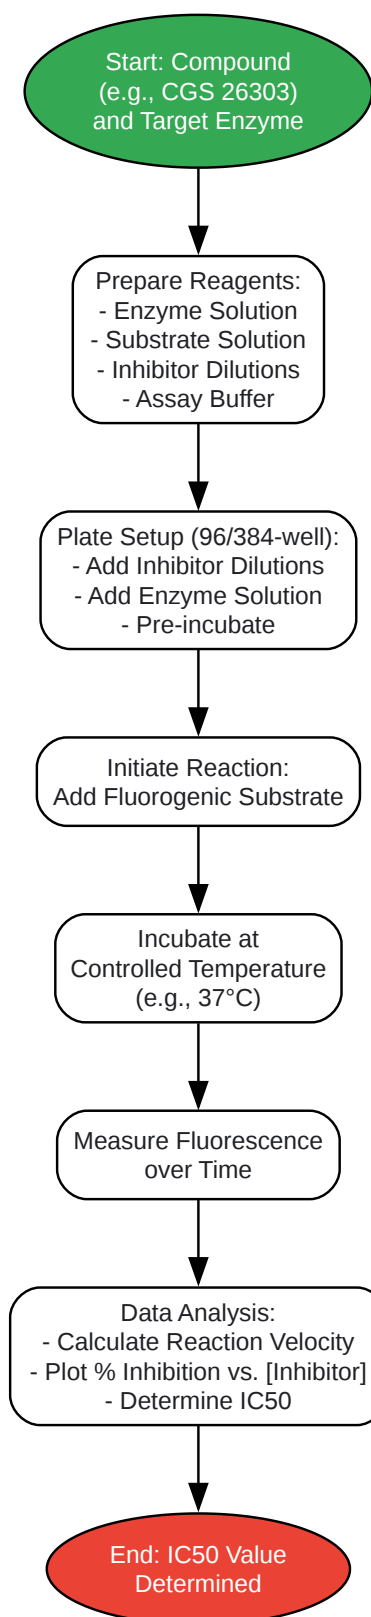 Start: Compound
(e.g., CGS 26303)
and Target Enzyme
Prepare Reagents:
- Enzyme Solution
- Substrate Solution
- Inhibitor Dilutions
- Assay Buffer
Plate Setup (96/384-well):
- Add Inhibitor Dilutions
- Add Enzyme Solution
- Pre-incubate
Initiate Reaction:
Add Fluorogenic Substrate
Incubate at
Controlled Temperature
(e.g., 37°C)
Measure Fluorescence
over Time
Data Analysis:
- Calculate Reaction Velocity
- Plot % Inhibition vs. [Inhibitor]
- Determine IC50
End: IC50 Value
Determined